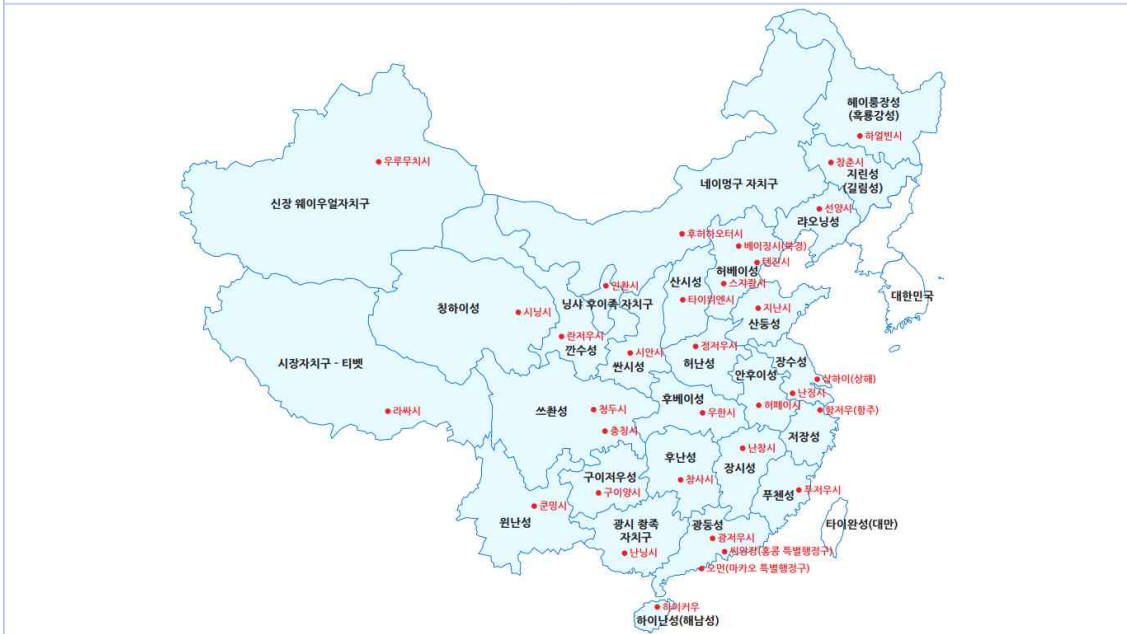 헤이룽장성
(흑룡강성)
하얼빈시
창춘시
지린성
(길림성)
우루무치시
네이멍구 자치구
신장 웨이우얼자치구
선양시
랴오닝성
후허하오터시
베이징시(북경)
텐진시
허베이성
산시성
스자좡시
인촨시
타이위엔시
닝샤 후이족 자치구
대한민국
칭하이성
시닝시
지난시
산둥성
란저우시
깐수성
시안시
싼시성
정저우시
허난성
장수성
시장자치구 - 티벳
안후이성
상하이(상해)
난징시
후베이성
허페이시
항저우(항주)
쓰촨성
청두시
우한시
라싸시
충칭시
저장성
난창시
후난성
장시성
구이저우성
창사시
구이양시
푸저우시
푸첸성
쿤밍시
윈난성
광시 좡족
자치구
광둥성
타이완성(대만)
광저우시
난닝시
씨앙강(홍콩 특별행정구)
오먼(마카오 특별행정구)
하이커우
하이난성(해남성)